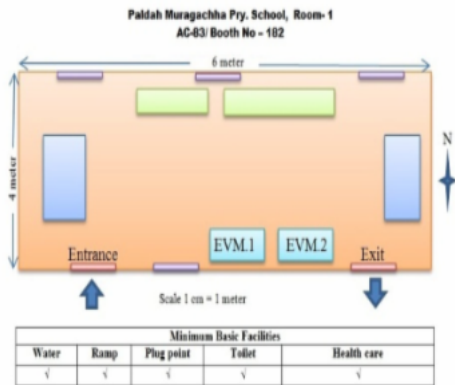 Paldah Muragachha Pry. School, Room- 1
AC-83/ Booth No – 182
6 meter
4 meter
N
EVM.1 EVM.2
Entrance Exit
Scale 1 cm = 1 meter
Minimum Basic Facilities
Water Ramp Plug point Toilet Health care
√ √ √ √ √